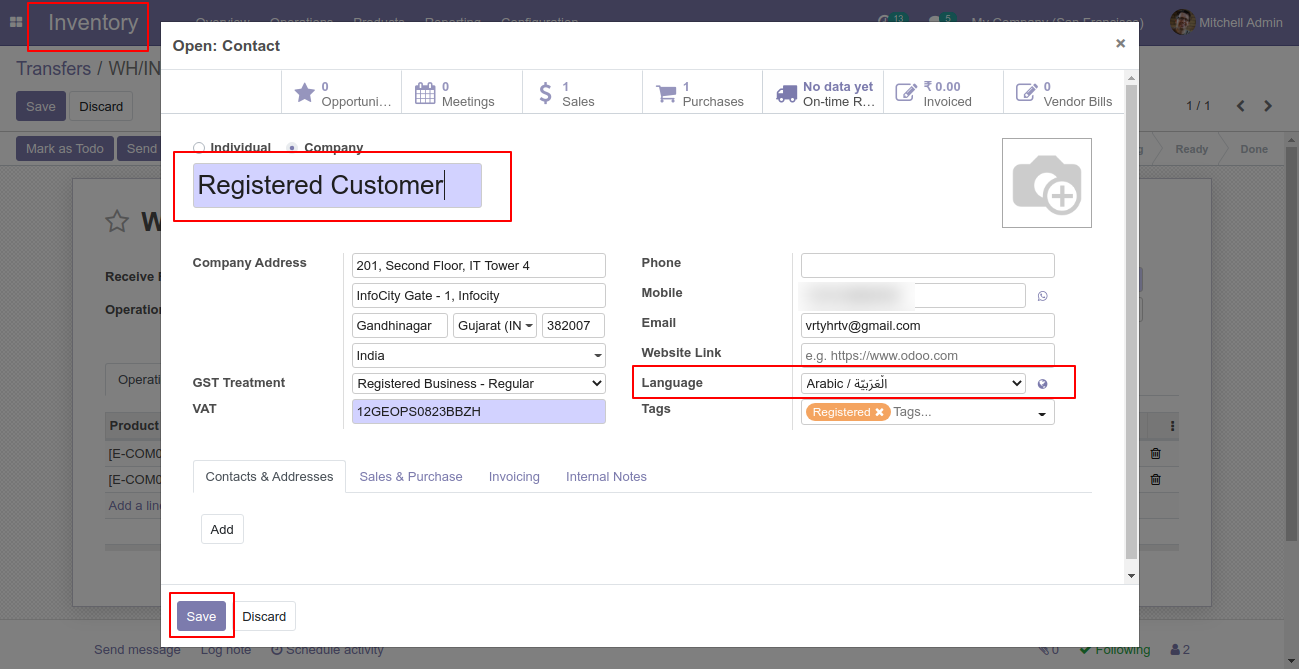 Inventory
Overview Operations Products Reporting Configuration 13 5 My Company (San Francisco) Mitchell Admin
Transfers / WH/IN
Save Discard
1 / 1
Mark as Todo Send
Ready Done
W
Receive
Operation
Operati
Product
[E-COM0
[E-COM0
Add a line
Open: Contact ×
0 Opportuni...
0 Meetings
1 Sales
1 Purchases
No data yet On-time R...
₹ 0.00 Invoiced
0 Vendor Bills
Individual Company
Registered Customer
Company Address 201, Second Floor, IT Tower 4
InfoCity Gate - 1, Infocity
Gandhinagar Gujarat (IN 382007
India
GST Treatment Registered Business - Regular
VAT 12GEOPS0823BBZH
Phone
Mobile
Email vrtyhrtv@gmail.com
Website Link e.g. https://www.odoo.com
Language Arabic / الْعَرَبيّة
Tags Registered × Tags...
Contacts & Addresses Sales & Purchase Invoicing Internal Notes
Add
Save Discard
Send message Log note Schedule activity 0 Following 2